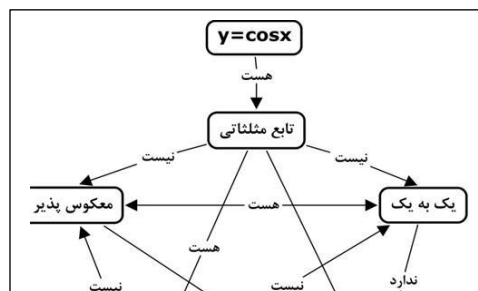 y=cosx
هست
تابع مثلثاتی
نیست
نیست
یک به یک
هست
معکوس پذیر
هست
ندارد
نیست
نیست